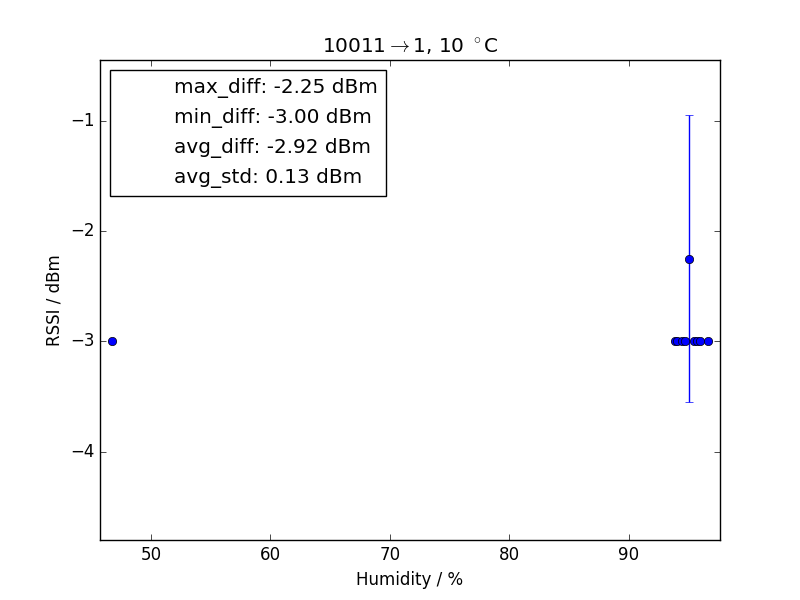 10011→1, 10 °C
max_diff: -2.25 dBm
min_diff: -3.00 dBm
avg_diff: -2.92 dBm
avg_std: 0.13 dBm
−1
−2
−3
−4
RSSI / dBm
50 60 70 80 90
Humidity / %